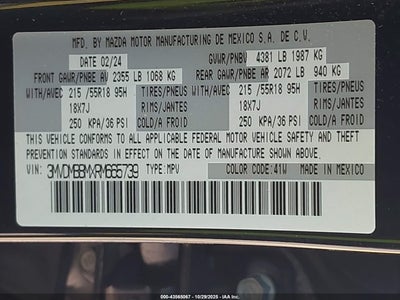 MFD. BY MAZDA MOTOR MANUFACTURING DE MEXICO S.A. DE C.V.
DATE 02/24 GVWR/PNBV 4381 LB 1987 KG
FRONT GAWR/PNBE AV 2355 LB 1068 KG REAR GAWR/PNBE AR 2072 LB 940 KG
WITH/AVEC 215 /55R18 95H TIRES/PNEUS WITH/AVEC 215 /55R18 95H TIRES/PNEUS
18X7J RIMS/JANTES 18X7J RIMS/JANTES
250 KPA/36 PSI COLD/A FROID 250 KPA/36 PSI COLD/A FROID
THIS VEHICLE CONFORMS TO ALL APPLICABLE FEDERAL MOTOR VEHICLE SAFETY AND THEFT
PREVENTION STANDARDS IN EFFECT ON THE DATE OF MANUFACTURE SHOWN ABOVE.
VIN: 3MVDMBBMXRM665739 TYPE:MPV COLOR CODE:41W MADE IN MEXICO
000-43565067 | 10/29/2025 | IAA Inc.